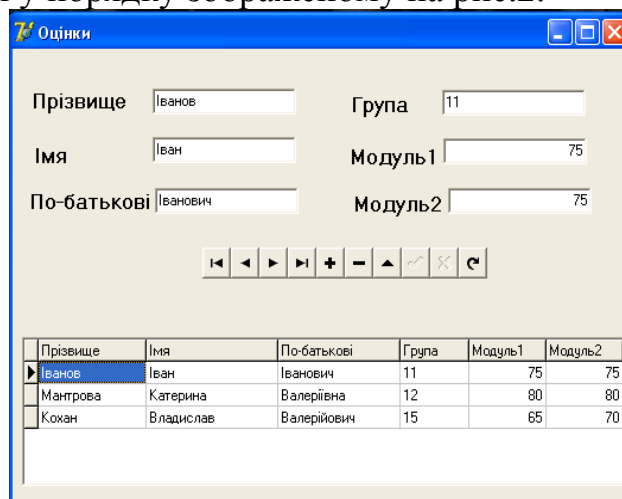 у порядку зображеному на рис.2.
Оцінки
Прізвище Іванов Група 11
Імя Іван Модуль1 75
По-батькові Іванович Модуль2 75
Прізвище Імя По-батькові Група Модуль1 Модуль2
Іванов Іван Іванович 11 75 75
Мантрова Катерина Валеріївна 12 80 80
Кохан Владислав Валерійович 15 65 70